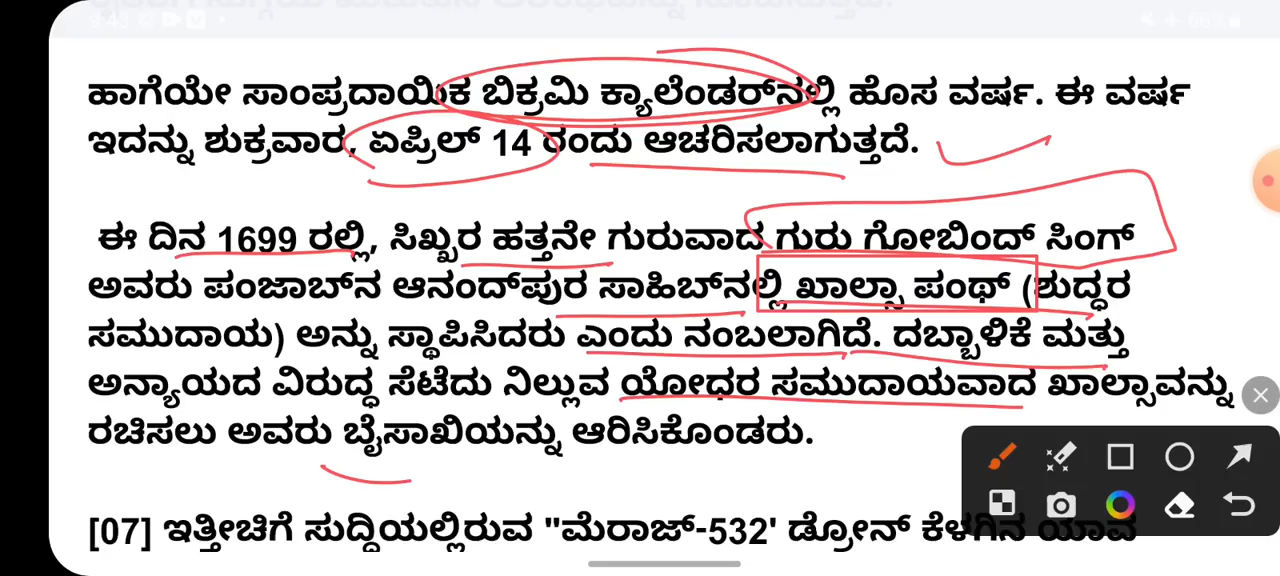 9:43
ಹಾಗೆಯೇ ಸಾಂಪ್ರದಾಯಿಕ ಬಿಕ್ರಮಿ ಕ್ಯಾಲೆಂಡರ್‌ನಲ್ಲಿ ಹೊಸ ವರ್ಷ. ಈ ವರ್ಷ
ಇದನ್ನು ಶುಕ್ರವಾರ, ಏಪ್ರಿಲ್ 14 ರಂದು ಆಚರಿಸಲಾಗುತ್ತದೆ.
ಈ ದಿನ 1699 ರಲ್ಲಿ, ಸಿಖ್ಖರ ಹತ್ತನೇ ಗುರುವಾದ ಗುರು ಗೋಬಿಂದ್ ಸಿಂಗ್
ಅವರು ಪಂಜಾಬ್‌ನ ಆನಂದ್‌ಪುರ ಸಾಹಿಬ್‌ನಲ್ಲಿ ಖಾಲ್ಸಾ ಪಂಥ್ (ಶುದ್ಧರ
ಸಮುದಾಯ) ಅನ್ನು ಸ್ಥಾಪಿಸಿದರು ಎಂದು ನಂಬಲಾಗಿದೆ. ದಬ್ಬಾಳಿಕೆ ಮತ್ತು
ಅನ್ಯಾಯದ ವಿರುದ್ಧ ಸೆಟೆದು ನಿಲ್ಲುವ ಯೋಧರ ಸಮುದಾಯವಾದ ಖಾಲ್ಸಾವನ್ನು
ರಚಿಸಲು ಅವರು ಬೈಸಾಖಿಯನ್ನು ಆರಿಸಿಕೊಂಡರು.
[07] ಇತ್ತೀಚಿಗೆ ಸುದ್ದಿಯಲ್ಲಿರುವ "ಮೆರಾಜ್-532' ಡ್ರೋನ್ ಕೆಳಗಿನ ಯಾವ